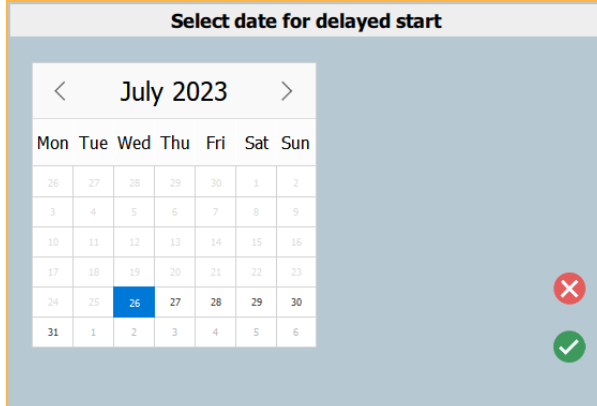 Select date for delayed start
July 2023
Mon Tue Wed Thu Fri Sat Sun
26 27 28 29 30 1 2
3 4 5 6 7 8 9
10 11 12 13 14 15 16
17 18 19 20 21 22 23
24 25 26 27 28 29 30
31 1 2 3 4 5 6